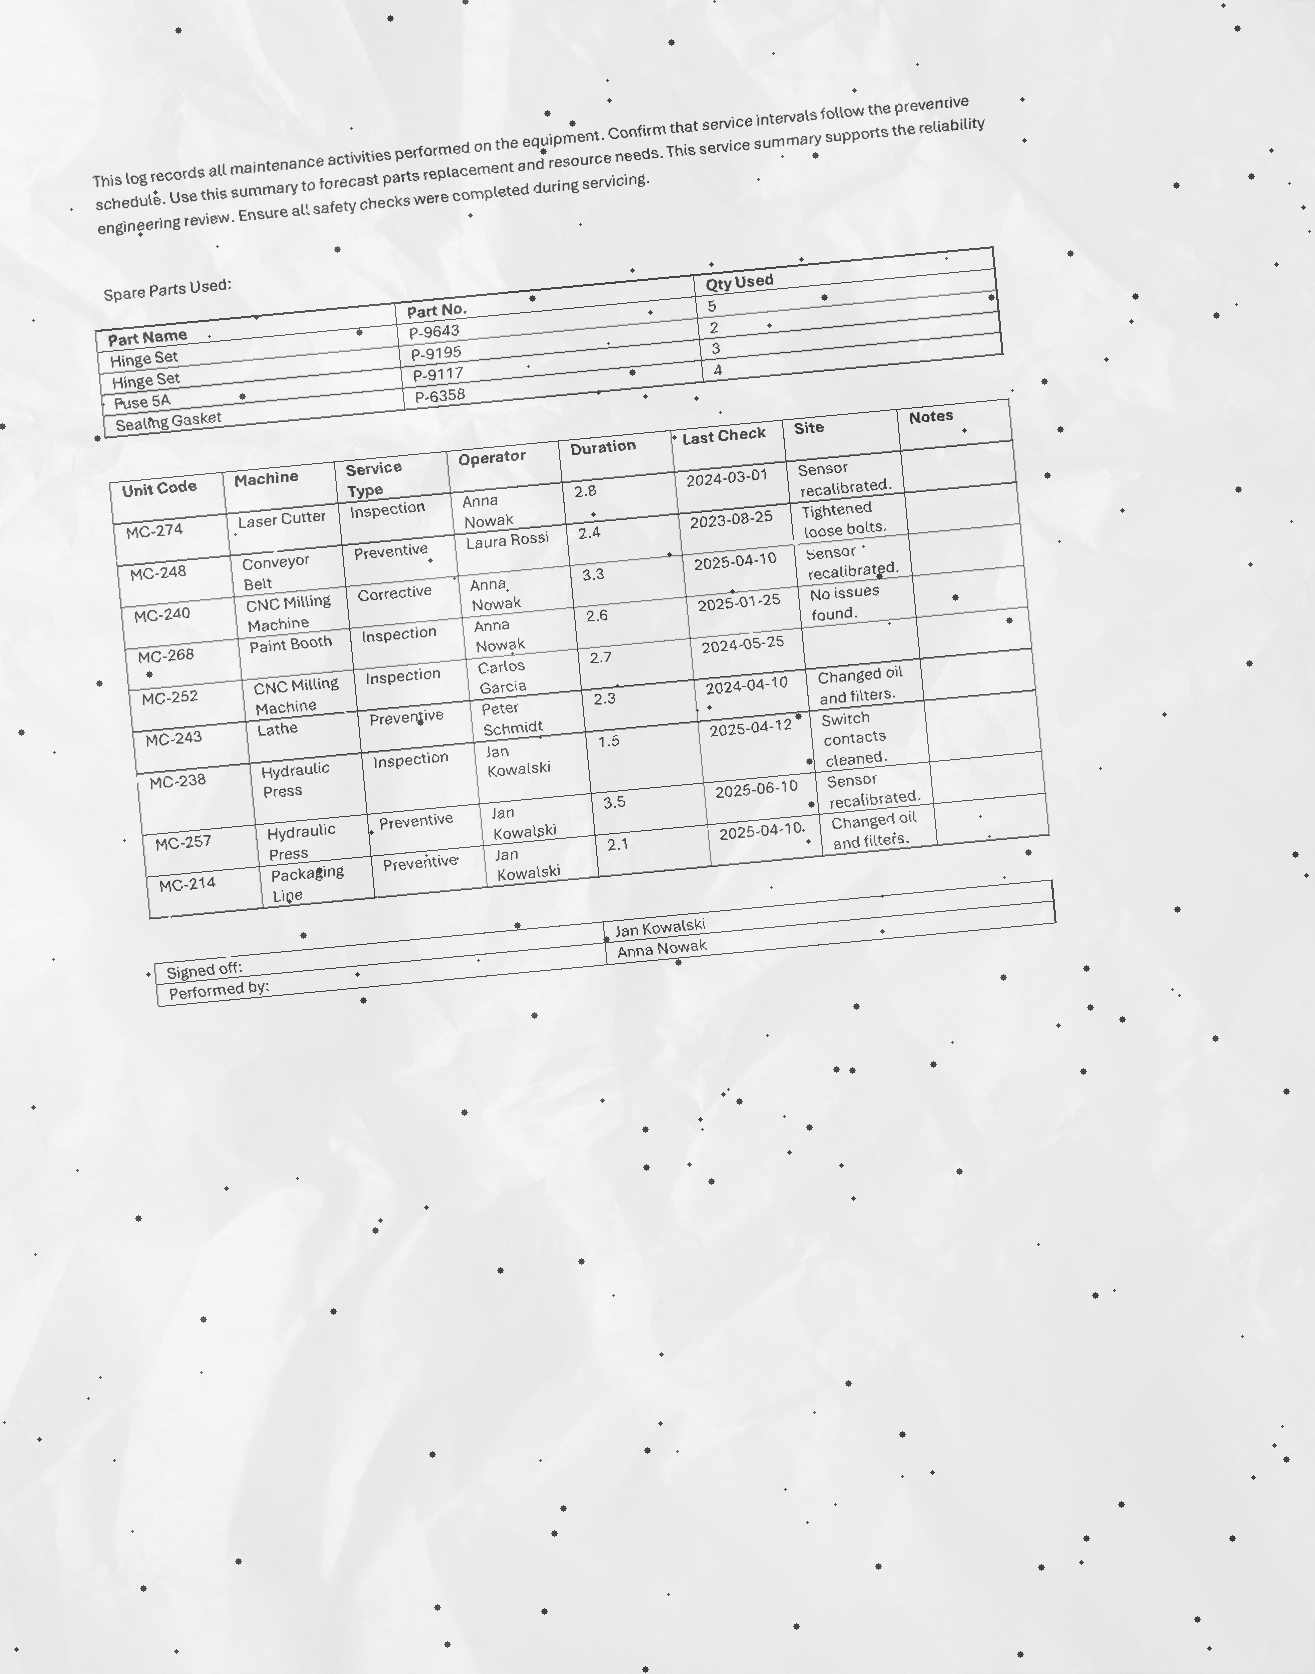 This log records all maintenance activities performed on the equipment. Confirm that service intervals follow the preventive
schedule. Use this summary to forecast parts replacement and resource needs. This service summary supports the reliability
engineering review. Ensure all safety checks were completed during servicing.
Spare Parts Used:
Part Name Part No. Qty Used
Hinge Set P-9643 5
Hinge Set P-9195 2
Fuse 5A P-9117 3
Sealing Gasket P-6358 4
Unit Code Machine Service Type Operator Duration Last Check Site Notes
MC-274 Laser Cutter Inspection Anna Nowak 2.8 2024-03-01 Sensor recalibrated.
MC-248 Conveyor Belt Preventive Laura Rossi 2.4 2023-08-25 Tightened loose bolts.
MC-240 CNC Milling Machine Corrective Anna Nowak 3.3 2025-04-10 Sensor recalibrated.
MC-268 Paint Booth Inspection Anna Nowak 2.6 2025-01-25 No issues found.
MC-252 CNC Milling Machine Inspection Carlos Garcia 2.7 2024-05-25
MC-243 Lathe Preventive Peter Schmidt 2.3 2024-04-10 Changed oil and filters.
MC-238 Hydraulic Press Inspection Jan Kowalski 1.5 2025-04-12 Switch contacts cleaned.
MC-257 Hydraulic Press Preventive Jan Kowalski 3.5 2025-06-10 Sensor recalibrated.
MC-214 Packaging Line Preventive Jan Kowalski 2.1 2025-04-10 Changed oil and filters.
Signed off: Jan Kowalski
Performed by: Anna Nowak